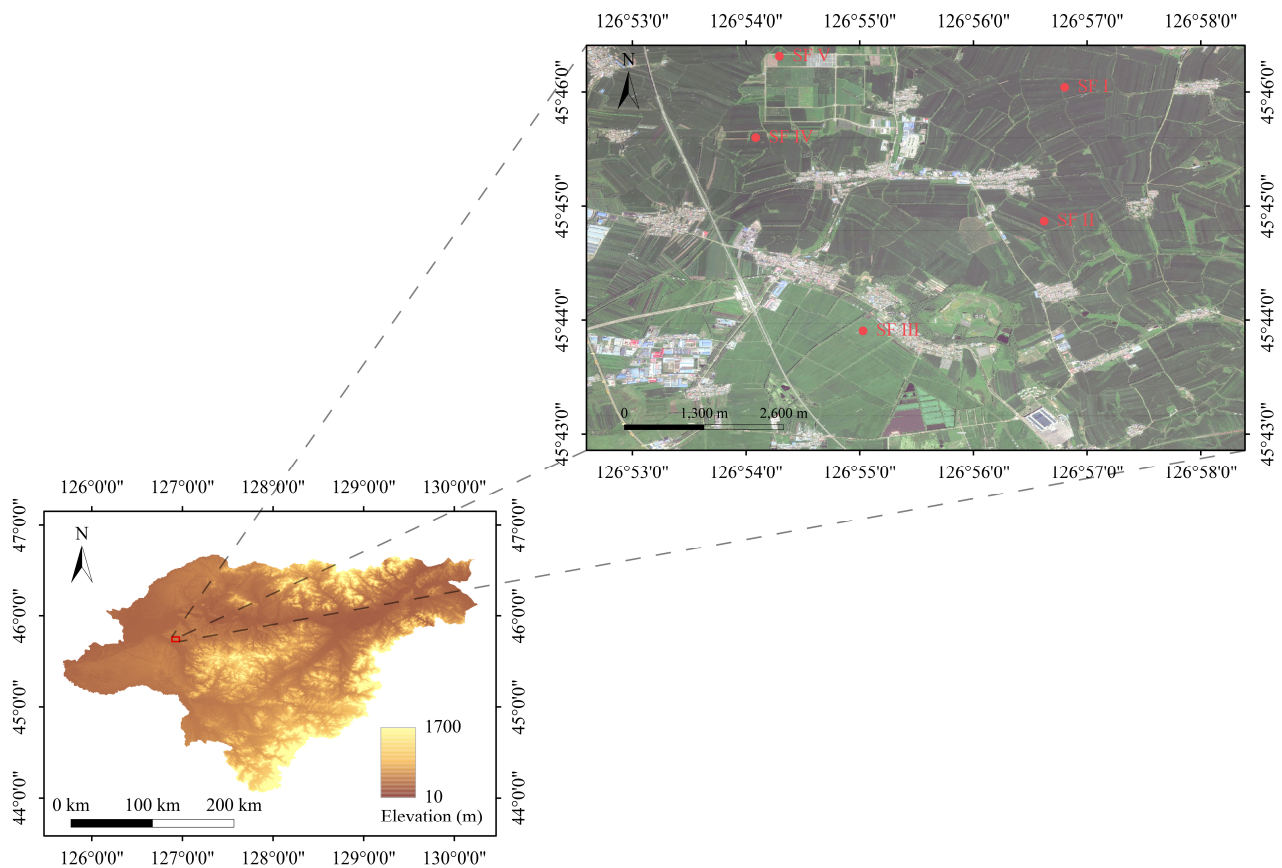 126°53'0" 126°54'0" 126°55'0" 126°56'0" 126°57'0" 126°58'0"
N
SF V
SF I
45°46'0" 45°46'0"
SF IV
45°45'0" 45°45'0"
SF II
45°44'0" 45°44'0"
SF III
0 1,300 m 2,600 m
45°43'0" 45°43'0"
126°53'0" 126°54'0" 126°55'0" 126°56'0" 126°57'0" 126°58'0"
126°0'0" 127°0'0" 128°0'0" 129°0'0" 130°0'0"
47°0'0" 47°0'0"
N
46°0'0" 46°0'0"
45°0'0" 45°0'0"
1700
10
44°0'0" 44°0'0"
0 km 100 km 200 km
Elevation (m)
126°0'0" 127°0'0" 128°0'0" 129°0'0" 130°0'0"